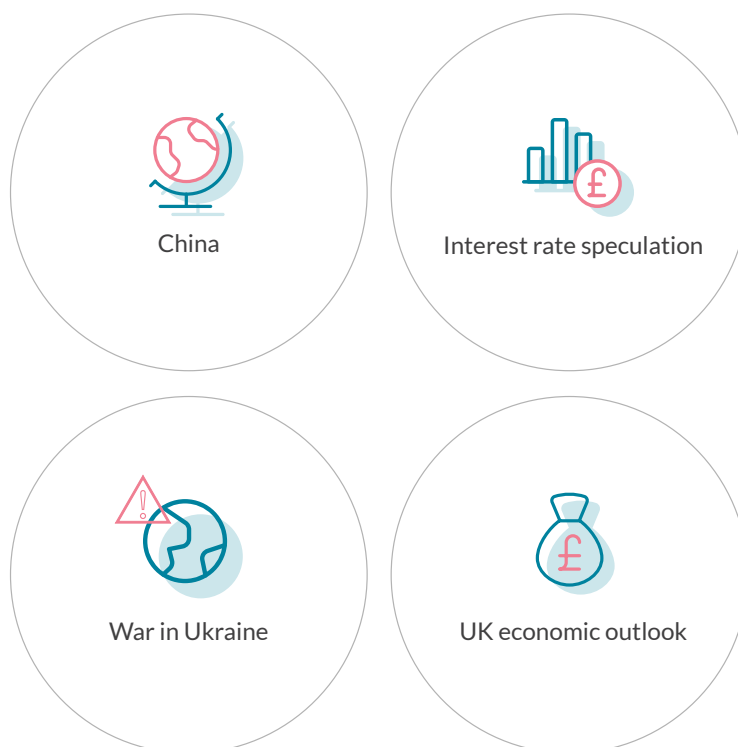 China
£
Interest rate speculation
!
War in Ukraine
£
UK economic outlook